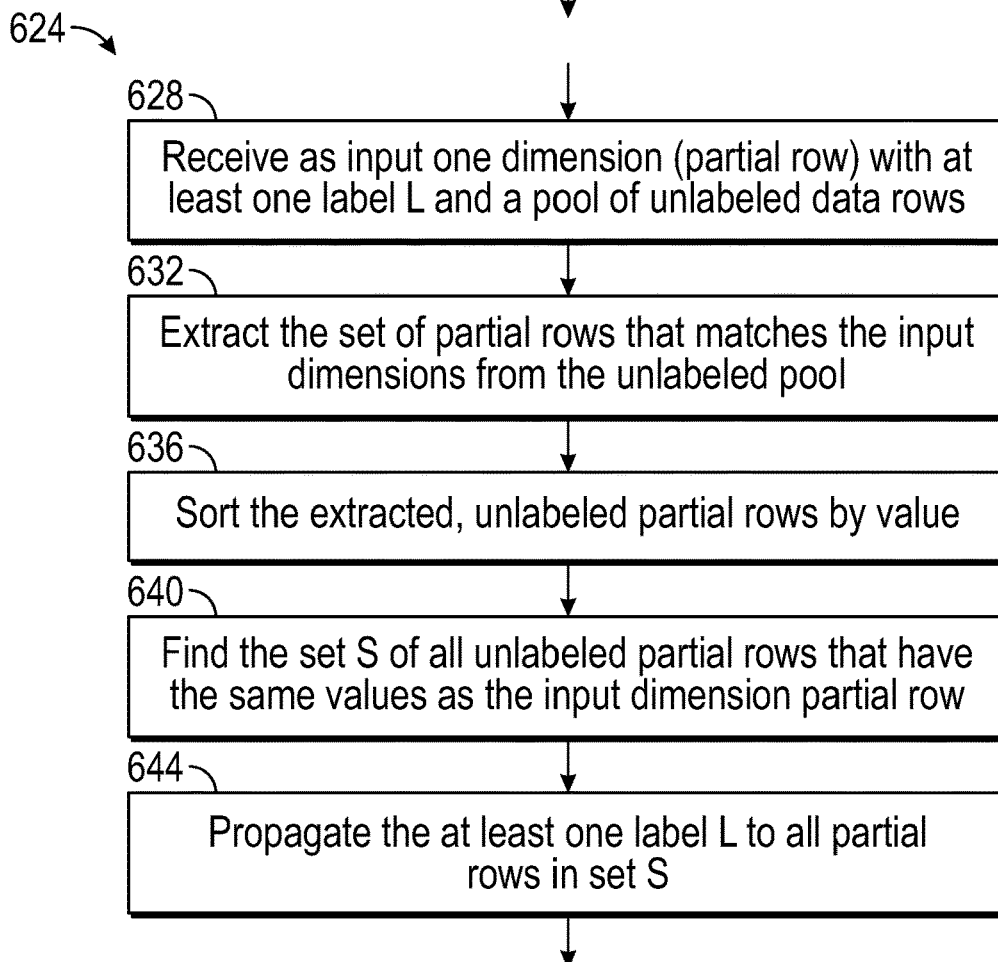 624
628
Receive as input one dimension (partial row) with at
least one label L and a pool of unlabeled data rows
632
Extract the set of partial rows that matches the input
dimensions from the unlabeled pool
636
Sort the extracted, unlabeled partial rows by value
640
Find the set S of all unlabeled partial rows that have
the same values as the input dimension partial row
644
Propagate the at least one label L to all partial
rows in set S